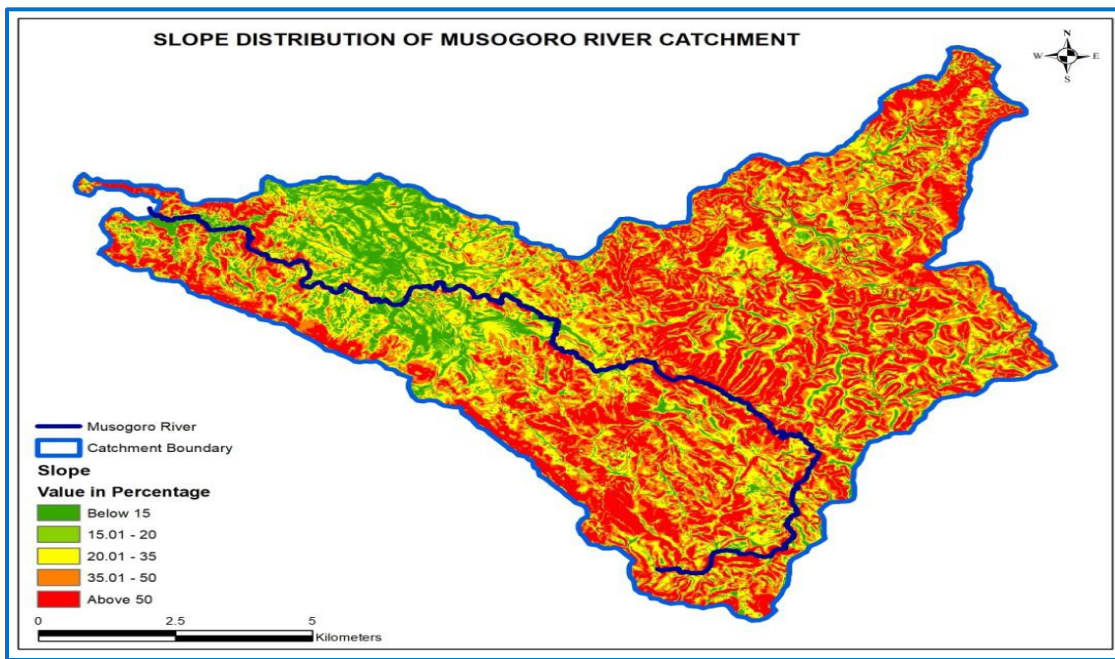 SLOPE DISTRIBUTION OF MUSOGORO RIVER CATCHMENT
N
W E
S
Musogoro River
Catchment Boundary
Slope
Value in Percentage
Below 15
15.01 - 20
20.01 - 35
35.01 - 50
Above 50
0 2.5 5
Kilometers